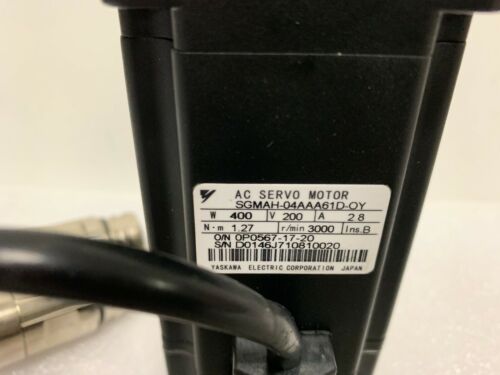 AC SERVO MOTOR
SGMAH-04AAA61D-OY
W 400 V 200 A 2.8
N·m 1.27 r/min 3000 Ins. B
O/N 0P0567-17-20
S/N D0146J710810020
YASKAWA ELECTRIC CORPORATION JAPAN